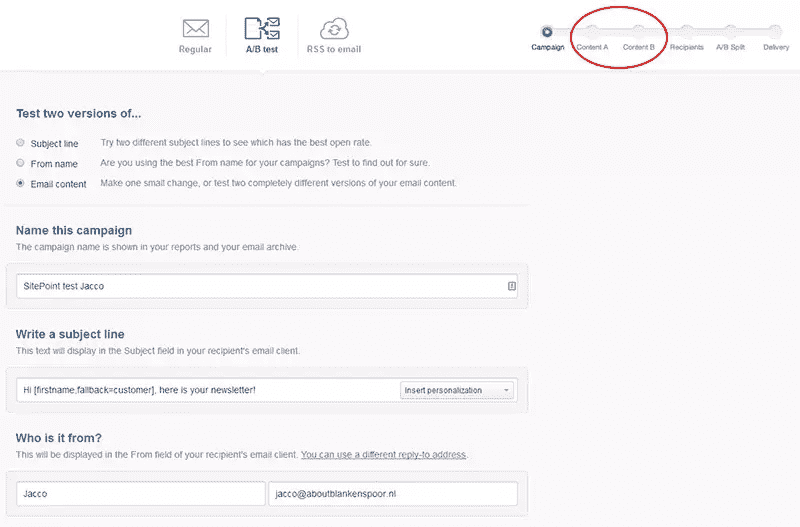 Regular
A/B test
RSS to email
Campaign
Content A
Content B
Recipients
A/B Split
Delivery
Test two versions of...
Subject line Try two different subject lines to see which has the best open rate.
From name Are you using the best From name for your campaigns? Test to find out for sure.
Email content Make one small change, or test two completely different versions of your email content.
Name this campaign
The campaign name is shown in your reports and your email archive.
SitePoint test Jacco
Write a subject line
This text will display in the Subject field in your recipient's email client.
Hi [firstname,fallback=customer], here is your newsletter! Insert personalization
Who is it from?
This will be displayed in the From field of your recipient's email client. You can use a different reply-to address.
Jacco jacco@aboutblankenspoor.nl